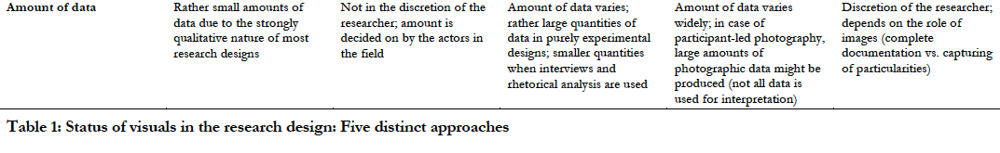 Amount of data
Rather small amounts of
data due to the strongly
qualitative nature of most
research designs
Not in the discretion of the
researcher; amount is
decided on by the actors in
the field
Amount of data varies;
rather large quantities of
data in purely experimental
designs; smaller quantities
when interviews and
rhetorical analysis are used
Amount of data varies
widely; in case of
participant-led photography,
large amounts of
photographic data might be
produced (not all data is
used for interpretation)
Discretion of the researcher;
depends on the role of
images (complete
documentation vs. capturing
of particularities)
Table 1: Status of visuals in the research design: Five distinct approaches